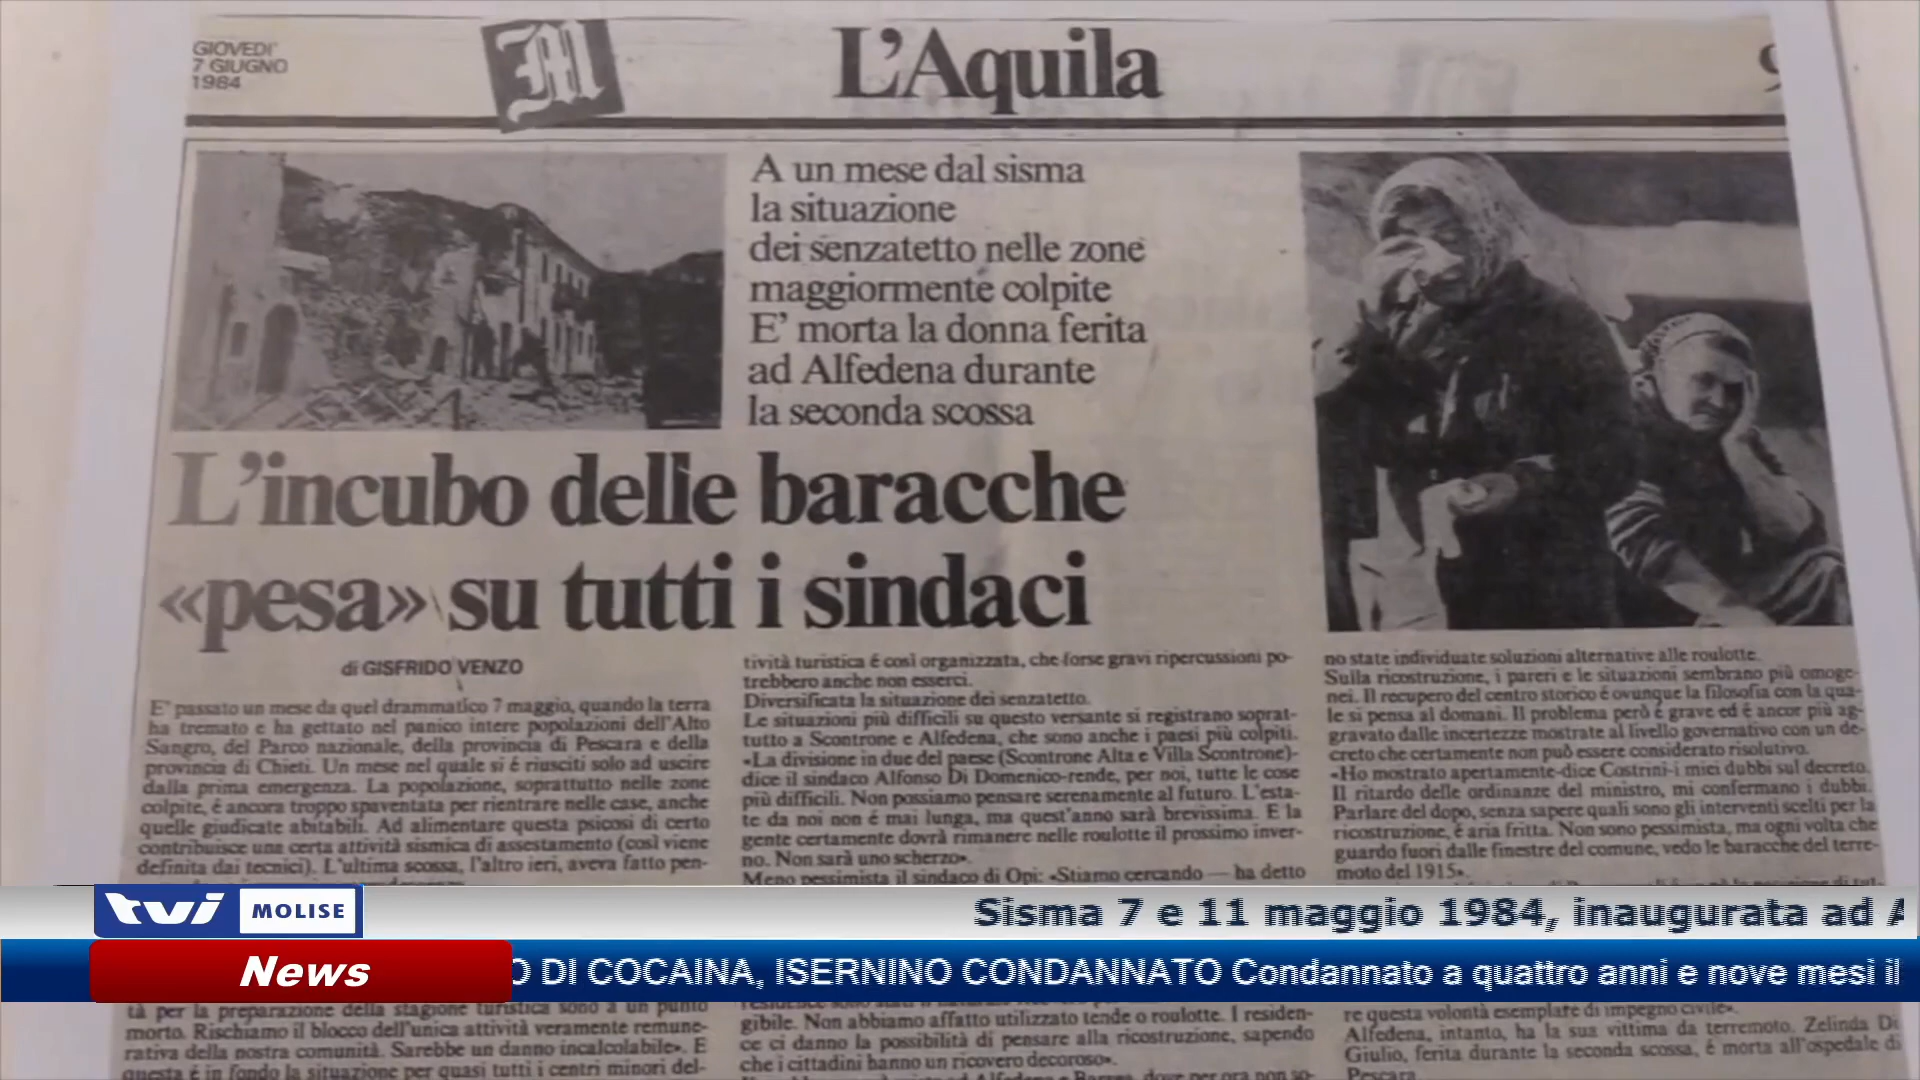 GIOVEDI'
7 GIUGNO
1984
M
L'Aquila
A un mese dal sisma
la situazione
dei senzatetto nelle zone
maggiormente colpite
E' morta la donna ferita
ad Alfedena durante
la seconda scossa
L'incubo delle baracche
«pesa» su tutti i sindaci
di GISFRIDO VENZO
E' passato un mese da quel drammatico 7 maggio, quando la terra
ha tremato e ha gettato nel panico intere popolazioni dell'Alto
Sangro, del Parco nazionale, della provincia di Pescara e della
provincia di Chieti. Un mese nel quale si é riusciti solo ad uscire
dalla prima emergenza. La popolazione, soprattutto nelle zone
colpite, é ancora troppo spaventata per rientrare nelle case, anche
quelle giudicate abitabili. Ad alimentare questa psicosi di certo
contribuisce una certa attività sismica di assestamento (così viene
definita dai tecnici). L'ultima scossa, l'altro ieri, aveva fatto pen-
tà per la preparazione della stagione turistica sono a un punto
morto. Rischiamo il blocco dell'unica attività veramente remune-
rativa della nostra comunità. Sarebbe un danno incalcolabile». E
questa é in fondo la situazione per quasi tutti i centri minori del-
tività turistica é così organizzata, che forse gravi ripercussioni po-
trebbero anche non esserci.
Diversificata la situazione dei senzatetto.
Le situazioni più difficili su questo versante si registrano soprat-
tutto a Scontrone e Alfedena, che sono anche i paesi più colpiti.
«La divisione in due del paese (Scontrone Alta e Villa Scontrone)-
dice il sindaco Alfonso Di Domenico-rende, per noi, tutte le cose
più difficili. Non possiamo pensare serenamente al futuro. L'esta-
te da noi non é mai lunga, ma quest'anno sarà brevissima. E la
gente certamente dovrà rimanere nelle roulotte il prossimo inver-
no. Non sarà uno scherzo».
Meno pessimista il sindaco di Opi: «Stiamo cercando — ha detto
gibile. Non abbiamo affatto utilizzato tende o roulotte. I residen-
ce ci danno la possibilità di pensare alla ricostruzione, sapendo
che i cittadini hanno un ricovero decoroso».
no state individuate soluzioni alternative alle roulotte.
Sulla ricostruzione, i pareri e le situazioni sembrano più omoge-
nei. Il recupero del centro storico é ovunque la filosofia con la qua-
le si pensa al domani. Il problema però é grave ed é ancor più ag-
gravato dalle incertezze mostrate al livello governativo con un de-
creto che certamente non può essere considerato risolutivo.
«Ho mostrato apertamente-dice Costrini-i miei dubbi sul decreto.
Il ritardo delle ordinanze del ministro, mi confermano i dubbi.
Parlare del dopo, senza sapere quali sono gli interventi scelti per la
ricostruzione, é aria fritta. Non sono pessimista, ma ogni volta che
guardo fuori dalle finestre del comune, vedo le baracche del terre-
moto del 1915».
re questa volontà esemplare di impegno civile».
Alfedena, intanto, ha la sua vittima da terremoto. Zelinda Di
Giulio, ferita durante la seconda scossa, é morta all'ospedale di
Pescara.
tvi MOLISE
Sisma 7 e 11 maggio 1984, inaugurata ad A
News
O DI COCAINA, ISERNINO CONDANNATO Condannato a quattro anni e nove mesi il